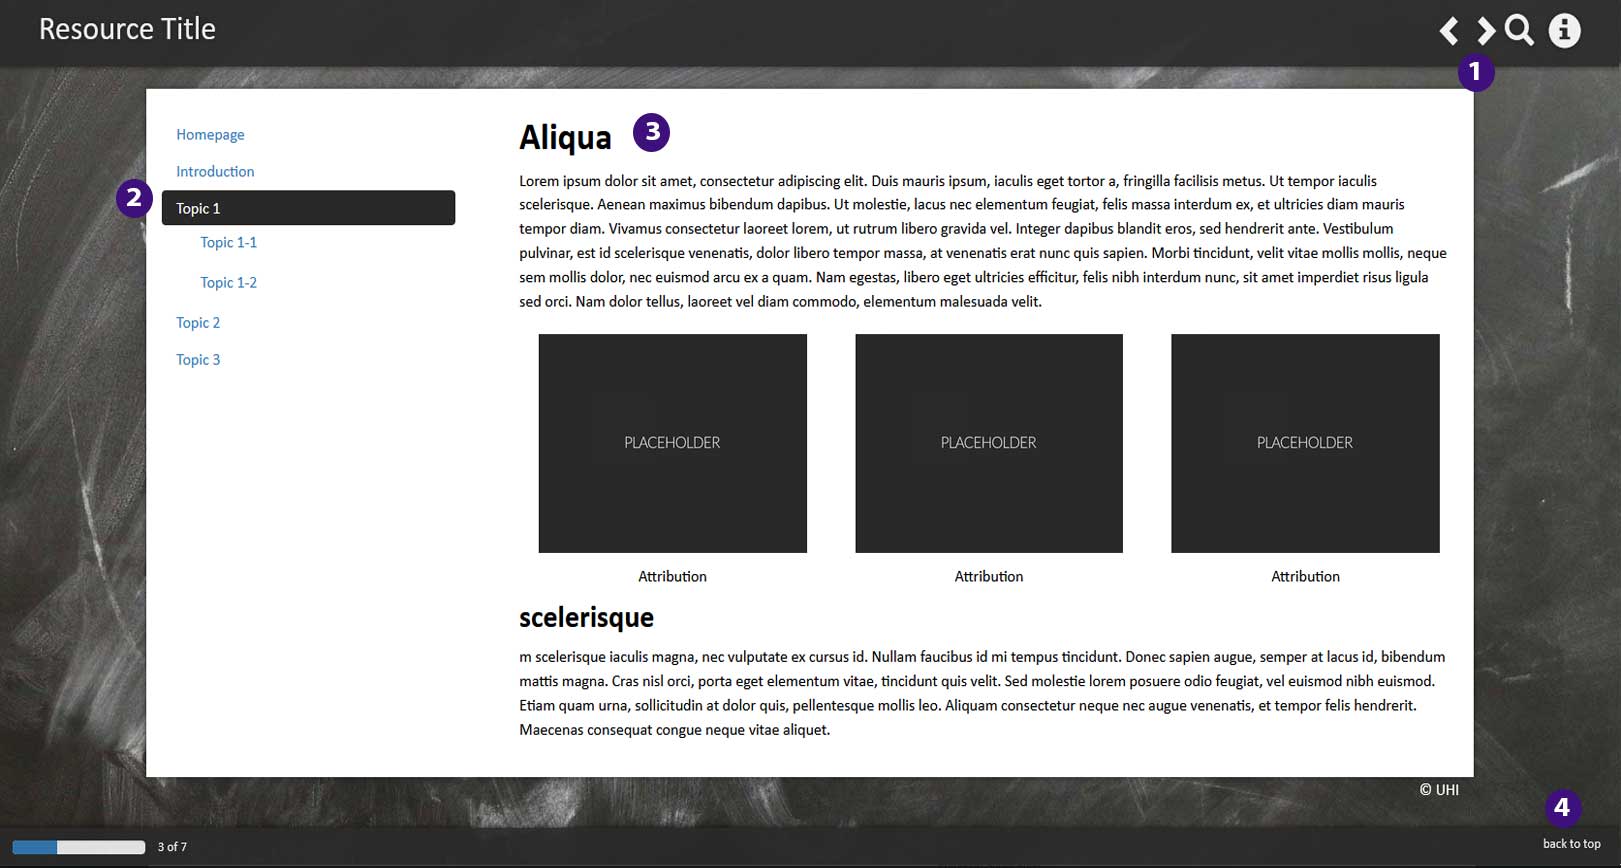 Resource Title
1
Homepage
Introduction
2
Topic 1
Topic 1-1
Topic 1-2
Topic 2
Topic 3
Aliqua
3
Lorem ipsum dolor sit amet, consectetur adipiscing elit. Duis mauris ipsum, iaculis eget tortor a, fringilla facilisis metus. Ut tempor iaculis
scelerisque. Aenean maximus bibendum dapibus. Ut molestie, lacus nec elementum feugiat, felis massa interdum ex, et ultricies diam mauris
tempor diam. Vivamus consectetur laoreet lorem, ut rutrum libero gravida vel. Integer dapibus blandit eros, sed hendrerit ante. Vestibulum
pulvinar, est id scelerisque venenatis, dolor libero tempor massa, at venenatis erat nunc quis sapien. Morbi tincidunt, velit vitae mollis mollis, neque
sem mollis dolor, nec euismod arcu ex a quam. Nam egestas, libero eget ultricies efficitur, felis nibh interdum nunc, sit amet imperdiet risus ligula
sed orci. Nam dolor tellus, laoreet vel diam commodo, elementum malesuada velit.
PLACEHOLDER
PLACEHOLDER
PLACEHOLDER
Attribution
Attribution
Attribution
scelerisque
m scelerisque iaculis magna, nec vulputate ex cursus id. Nullam faucibus id mi tempus tincidunt. Donec sapien augue, semper at lacus id, bibendum
mattis magna. Cras nisl orci, porta eget elementum vitae, tincidunt quis velit. Sed molestie lorem posuere odio feugiat, vel euismod nibh euismod.
Etiam quam urna, sollicitudin at dolor quis, pellentesque mollis leo. Aliquam consectetur neque nec augue venenatis, et tempor felis hendrerit.
Maecenas consequat congue neque vitae aliquet.
© UHI
4
3 of 7
back to top